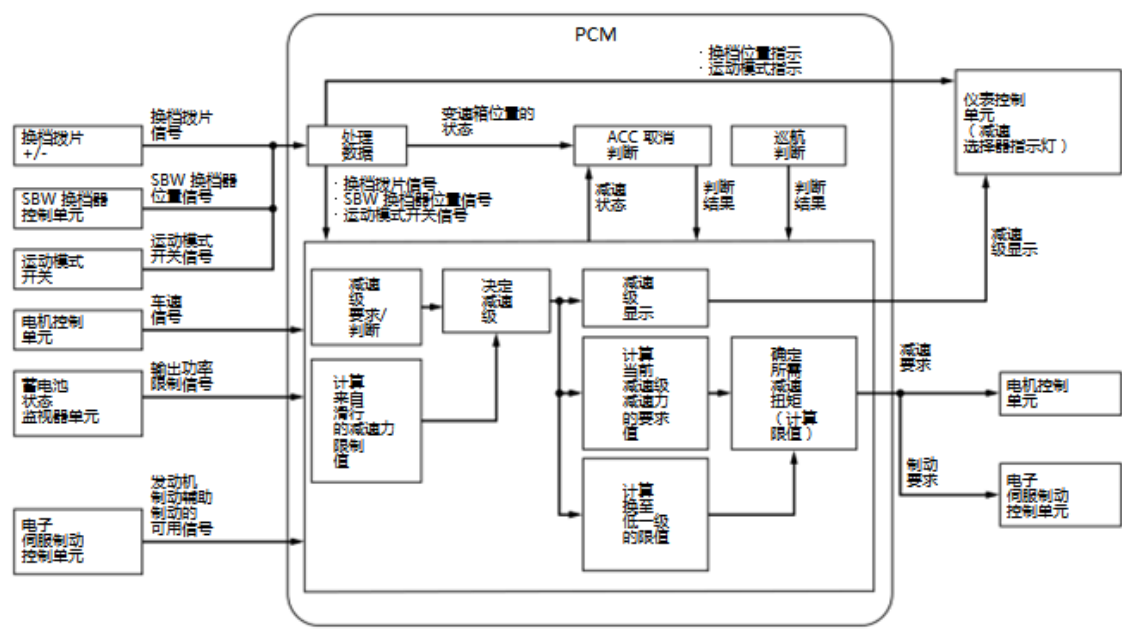 PCM
· 换档位置指示
· 运动模式指示
换档拨片
信号
变速箱位置的
状态
仪表控制
单元
（减速
选择器指示灯）
换档拨片
+/-
处理
数据
ACC 取消
判断
巡航
判断
SBW 换档器
位置信号
· 换档拨片信号
· SBW 换档器位置信号
· 运动模式开关信号
减速
状态
判断
结果
判断
结果
SBW 换档器
控制单元
运动模式
开关信号
减速
级显示
运动模式
开关
减速
级
要求/
判断
决定
减速
级
减速
级
显示
车速
信号
电机控制
单元
计算
当前
减速级
减速力
的要求
值
确定
所需
减速
扭矩
（计算
限值）
减速
要求
输出功率
限制信号
计算
来自
滑行
的减速力
限制
值
蓄电池
状态
监视器单元
电机控制
单元
制动
要求
发动机
制动辅助
制动的
可用信号
计算
换至
低一级
的限值
电子
伺服制动
控制单元
电子
伺服制动
控制单元